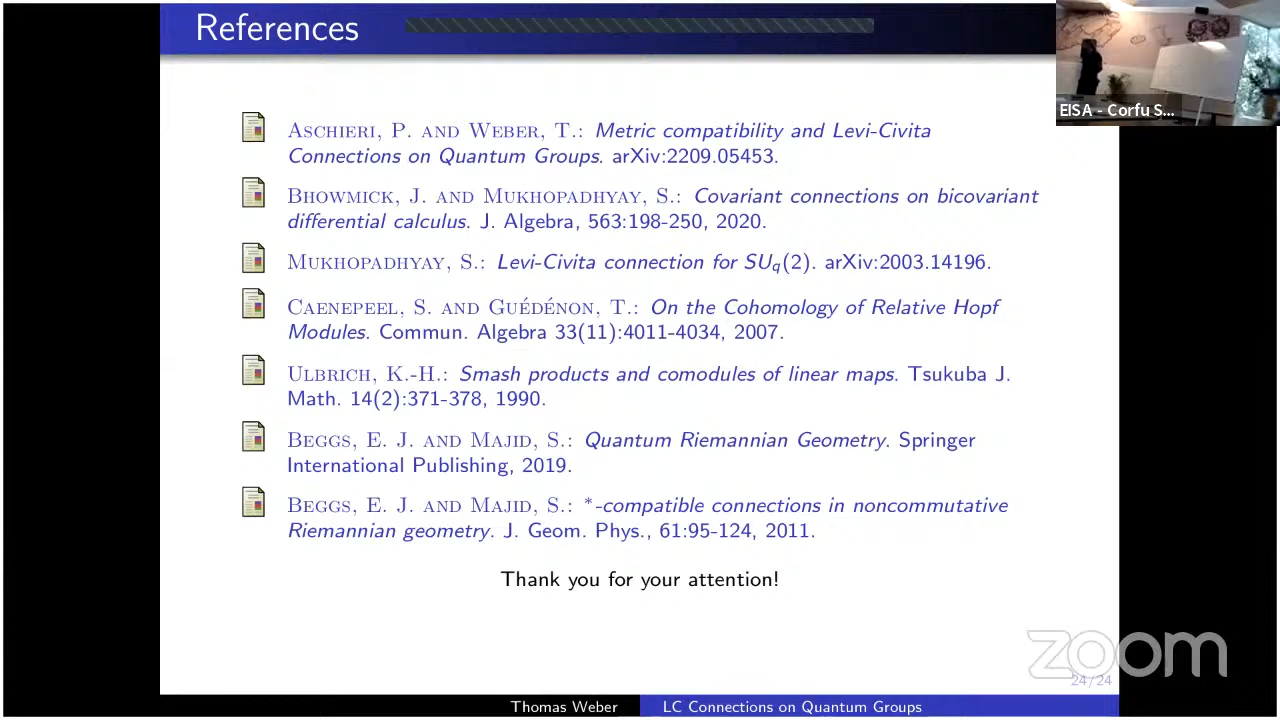 References
EISA - Corfu S...
ASCHIERI, P. AND WEBER, T.: Metric compatibility and Levi-Civita
Connections on Quantum Groups. arXiv:2209.05453.
BHOWMICK, J. AND MUKHOPADHYAY, S.: Covariant connections on bicovariant
differential calculus. J. Algebra, 563:198-250, 2020.
MUKHOPADHYAY, S.: Levi-Civita connection for SU_q(2). arXiv:2003.14196.
CAENEPEEL, S. AND GUÉDÉNON, T.: On the Cohomology of Relative Hopf
Modules. Commun. Algebra 33(11):4011-4034, 2007.
ULBRICH, K.-H.: Smash products and comodules of linear maps. Tsukuba J.
Math. 14(2):371-378, 1990.
BEGGS, E. J. AND MAJID, S.: Quantum Riemannian Geometry. Springer
International Publishing, 2019.
BEGGS, E. J. AND MAJID, S.: *-compatible connections in noncommutative
Riemannian geometry. J. Geom. Phys., 61:95-124, 2011.
Thank you for your attention!
zoom
24/24
Thomas Weber LC Connections on Quantum Groups